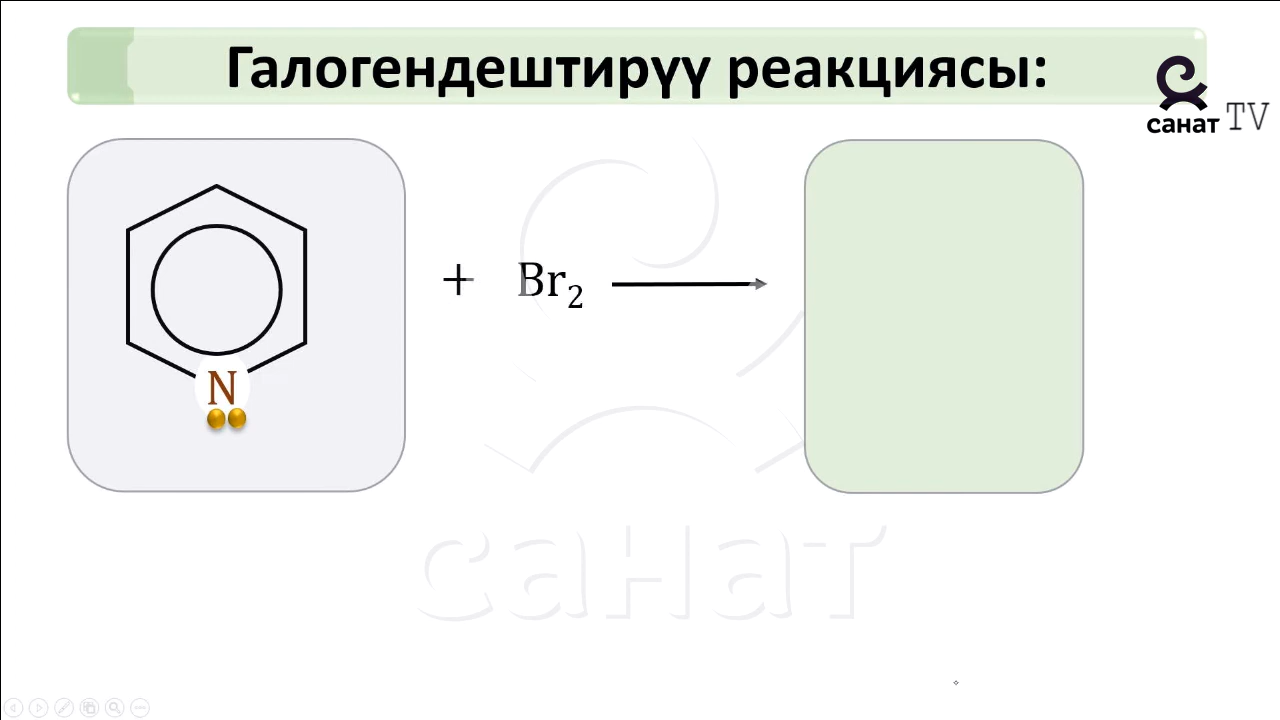 Галогендештирүү реакциясы:
санат TV
+ Br₂
N
санат